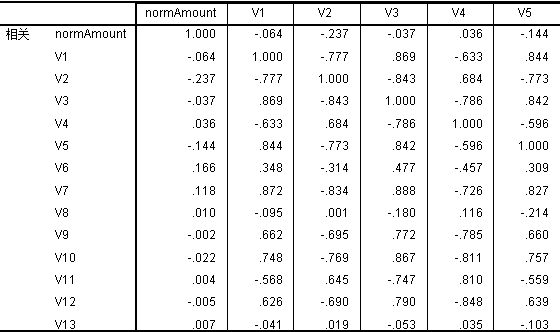 normAmount V1 V2 V3 V4 V5
相关 normAmount 1.000 -.064 -.237 -.037 .036 -.144
V1 -.064 1.000 -.777 .869 -.633 .844
V2 -.237 -.777 1.000 -.843 .684 -.773
V3 -.037 .869 -.843 1.000 -.786 .842
V4 .036 -.633 .684 -.786 1.000 -.596
V5 -.144 .844 -.773 .842 -.596 1.000
V6 .166 .348 -.314 .477 -.457 .309
V7 .118 .872 -.834 .888 -.726 .827
V8 .010 -.095 .001 -.180 .116 -.214
V9 -.002 .662 -.695 .772 -.785 .660
V10 -.022 .748 -.769 .867 -.811 .757
V11 .004 -.568 .645 -.747 .810 -.559
V12 -.005 .626 -.690 .790 -.848 .639
V13 .007 -.041 .019 -.053 .035 -.103